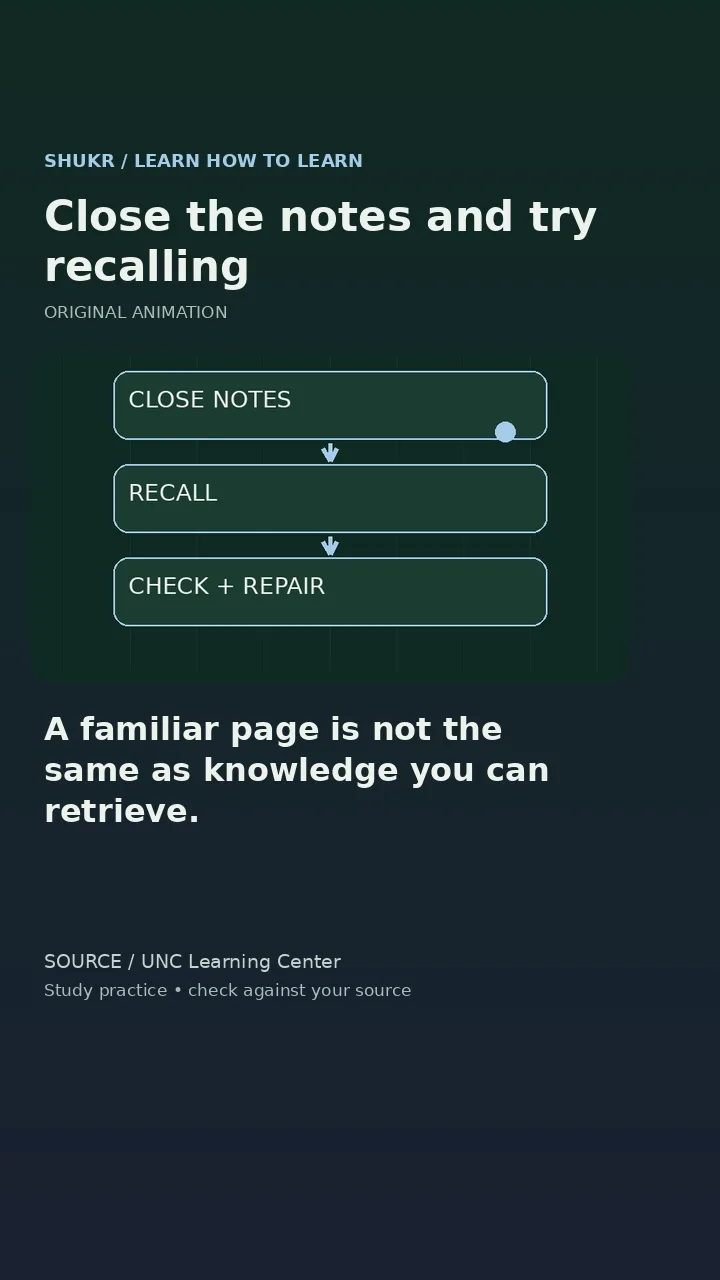 SHUKR / LEARN HOW TO LEARN
Close the notes and try
recalling
ORIGINAL ANIMATION
CLOSE NOTES
RECALL
CHECK + REPAIR
A familiar page is not the
same as knowledge you can
retrieve.
SOURCE / UNC Learning Center
Study practice • check against your source